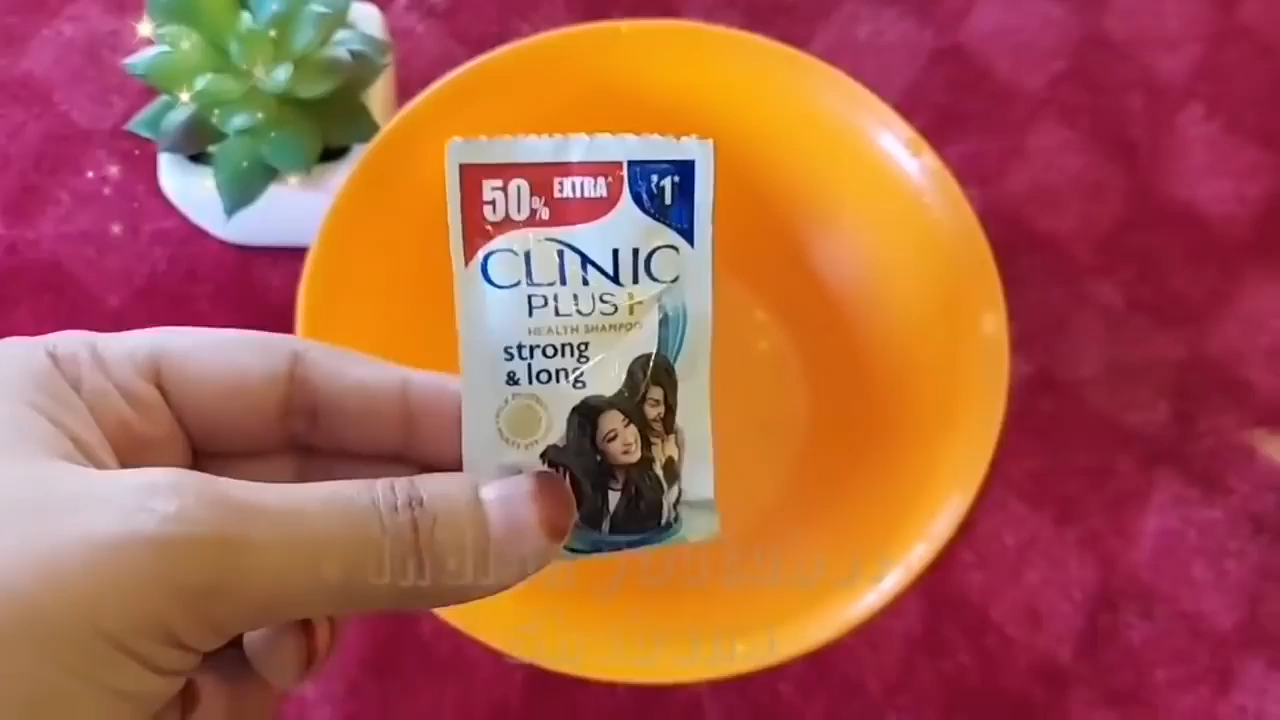 50% EXTRA^
₹1*
CLINIC
PLUS+
HEALTH SHAMPOO
strong
& long